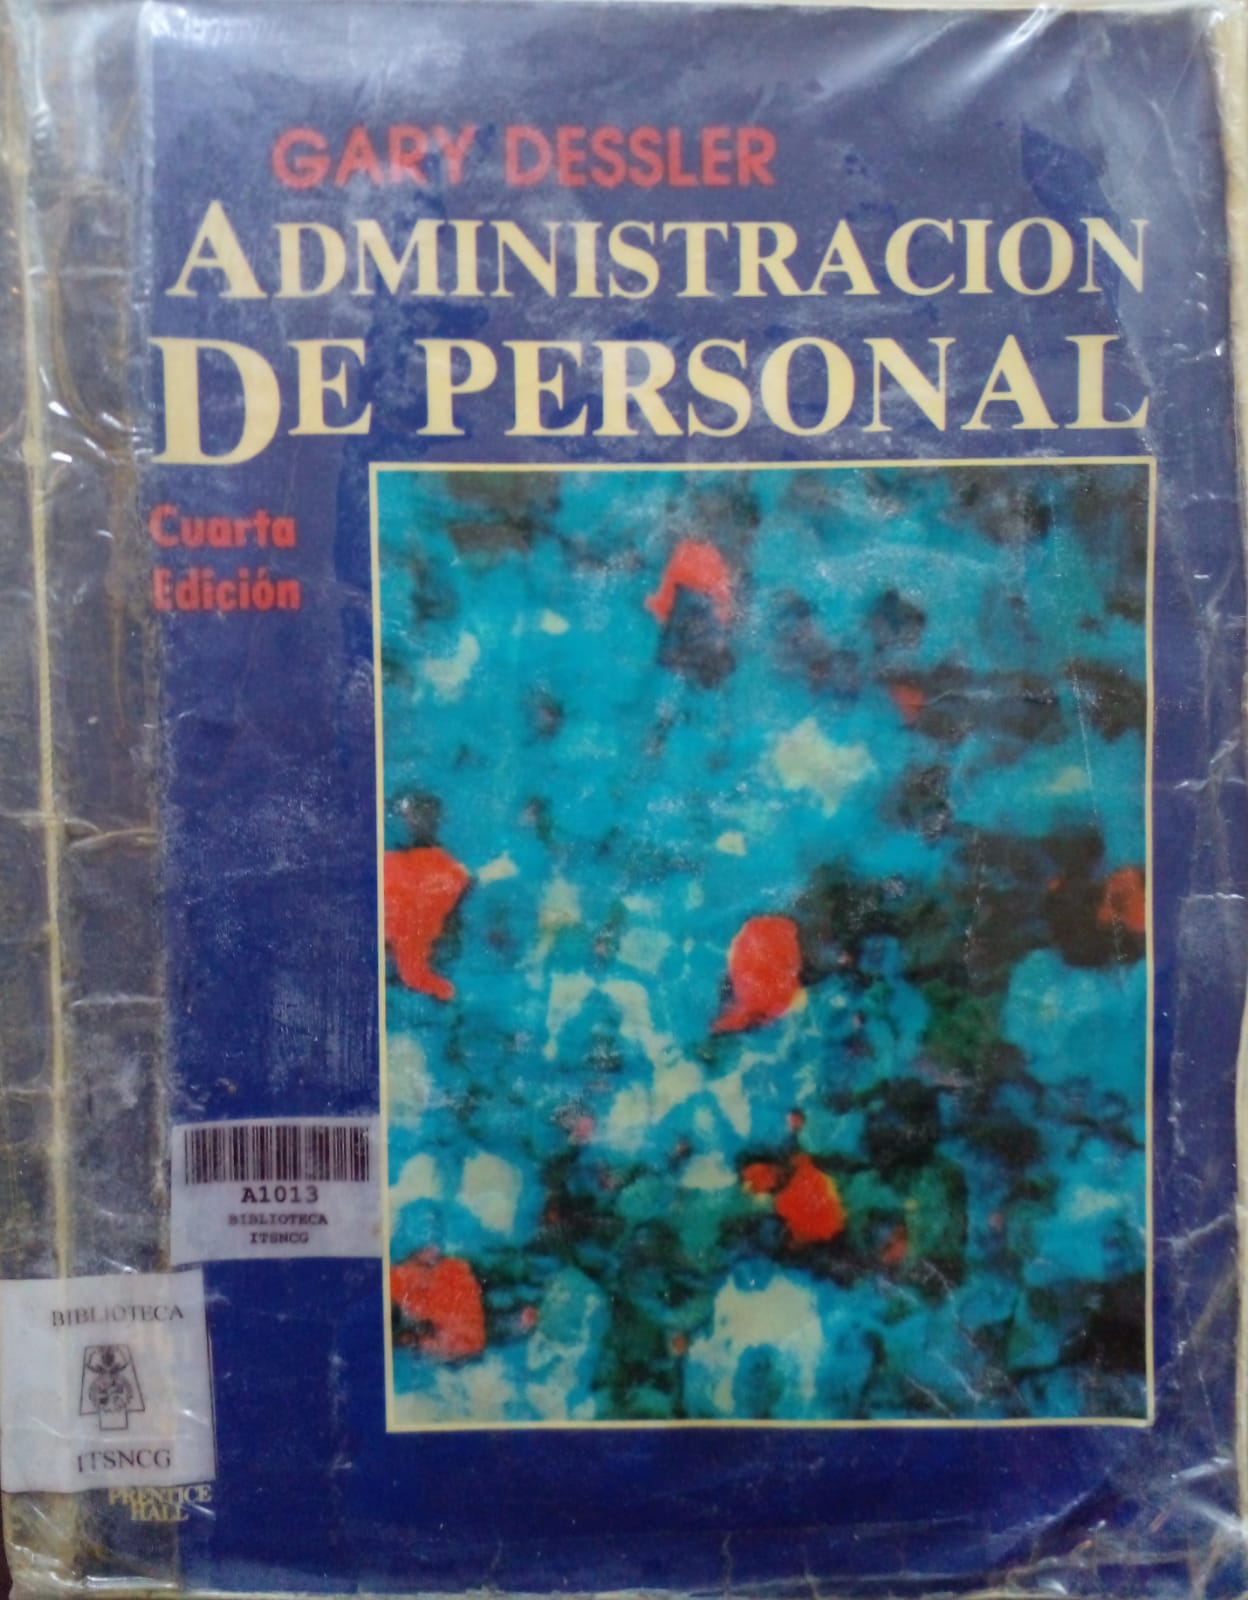 GARY DESSLER
ADMINISTRACION
DE PERSONAL
Cuarta
Edición
A1013
BIBLIOTECA
ITSNCG
BIBLIOTECA
ITSNCG
PRENTICE
HALL